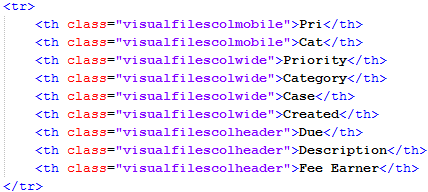 <tr>
<th class="visualfilescolmobile">Pri</th>
<th class="visualfilescolmobile">Cat</th>
<th class="visualfilescolwide">Priority</th>
<th class="visualfilescolwide">Category</th>
<th class="visualfilescolwide">Case</th>
<th class="visualfilescolwide">Created</th>
<th class="visualfilescolheader">Due</th>
<th class="visualfilescolheader">Description</th>
<th class="visualfilescolheader">Fee Earner</th>
</tr>